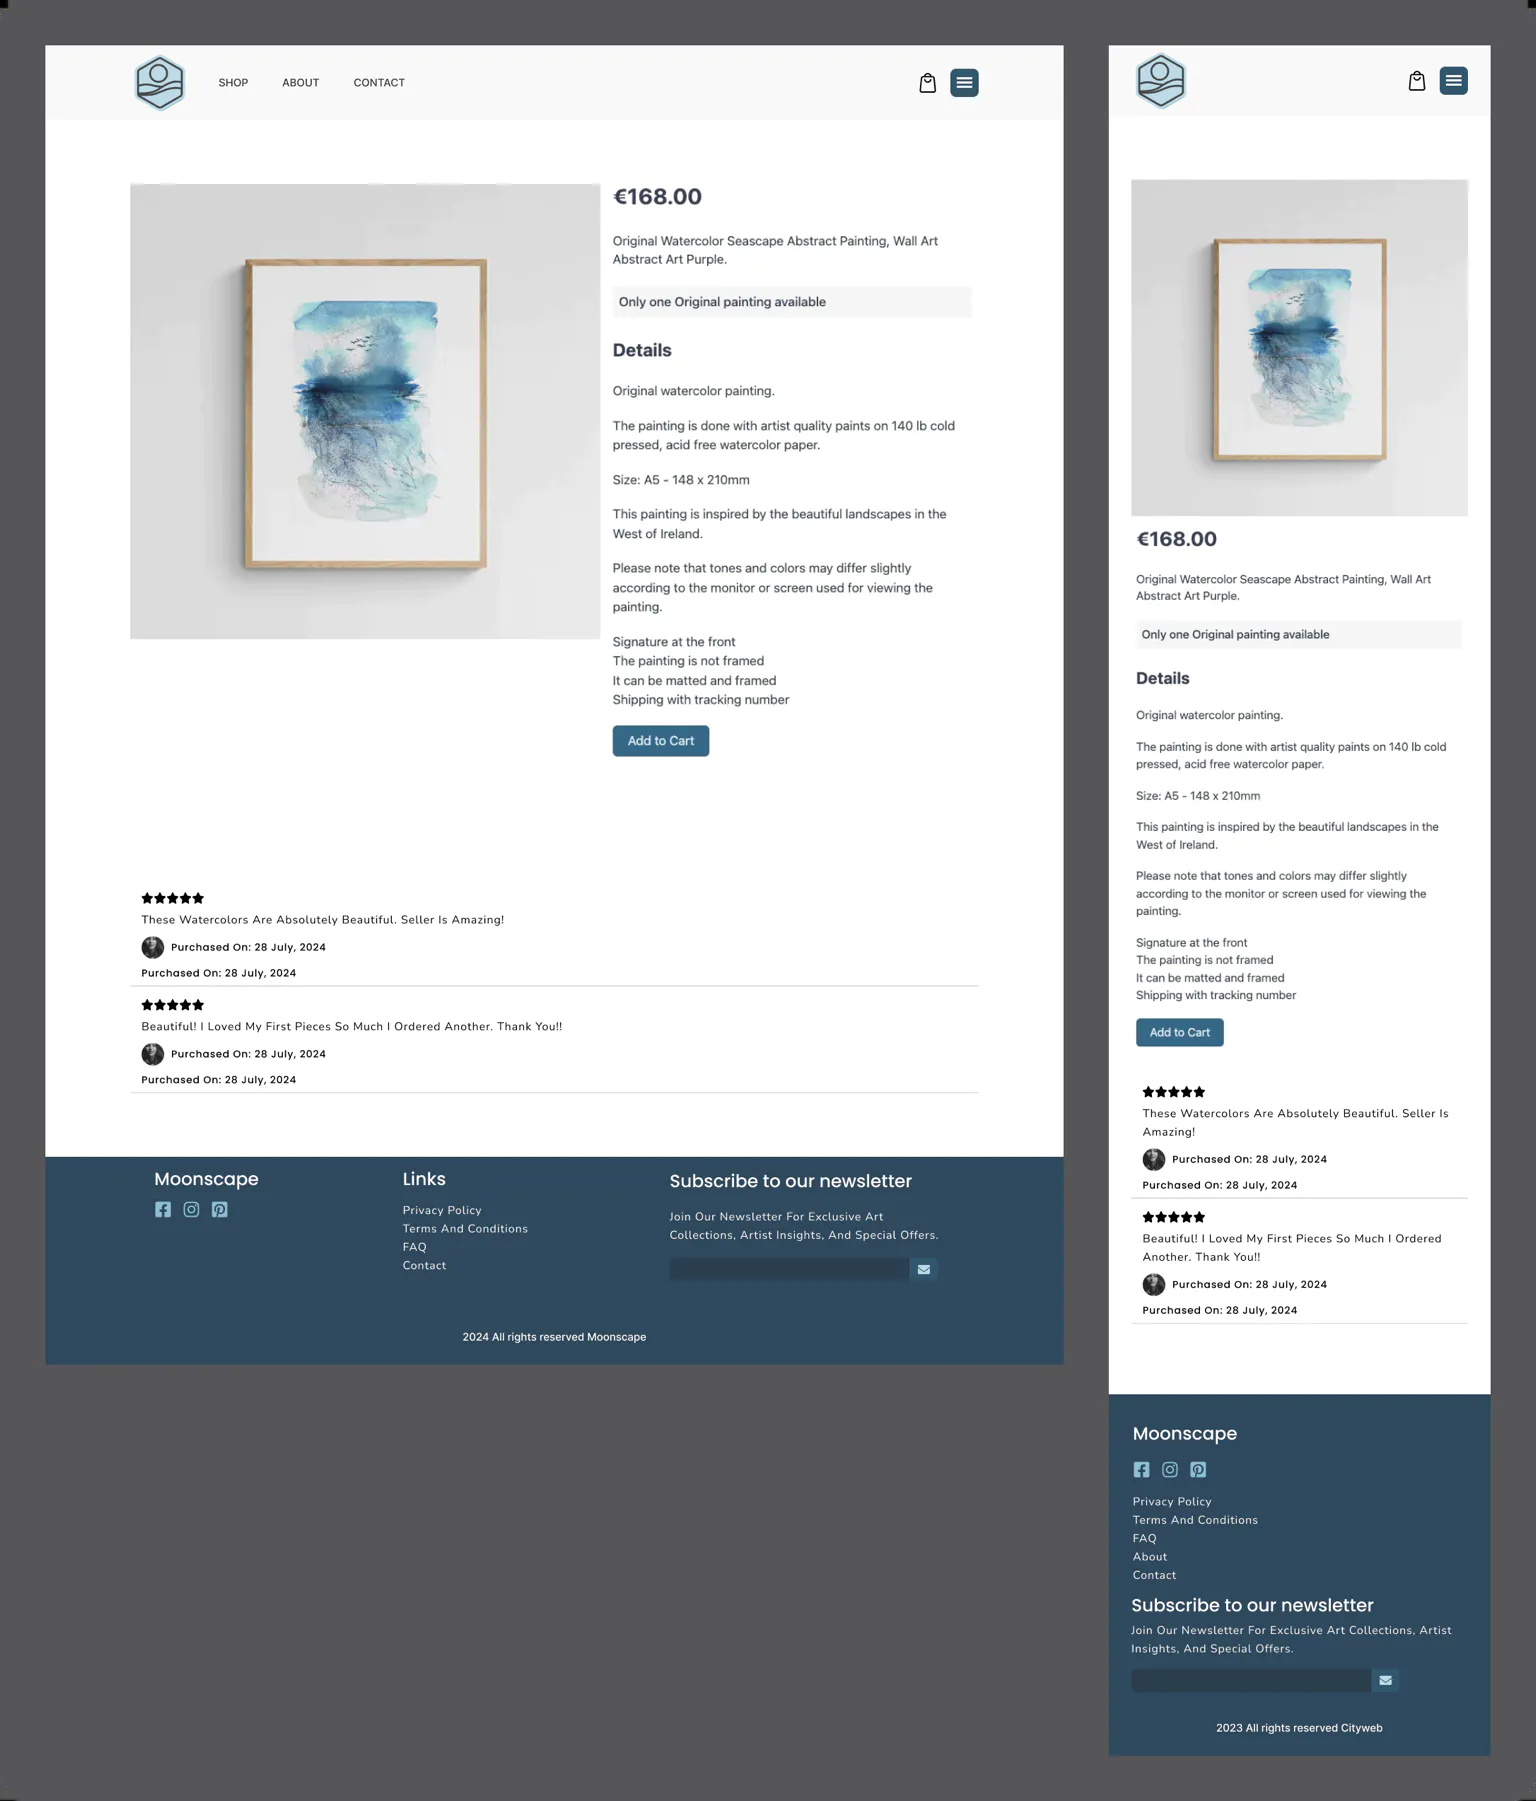 SHOP ABOUT CONTACT
€168.00
Original Watercolor Seascape Abstract Painting, Wall Art
Abstract Art Purple.
Only one Original painting available
Details
Original watercolor painting.
The painting is done with artist quality paints on 140 lb cold
pressed, acid free watercolor paper.
Size: A5 - 148 x 210mm
This painting is inspired by the beautiful landscapes in the
West of Ireland.
Please note that tones and colors may differ slightly
according to the monitor or screen used for viewing the
painting.
Signature at the front
The painting is not framed
It can be matted and framed
Shipping with tracking number
Add to Cart
These Watercolors Are Absolutely Beautiful. Seller Is Amazing!
Purchased On: 28 July, 2024
Purchased On: 28 July, 2024
Beautiful! I Loved My First Pieces So Much I Ordered Another. Thank You!!
Purchased On: 28 July, 2024
Purchased On: 28 July, 2024
Moonscape
Links
Privacy Policy
Terms And Conditions
FAQ
Contact
Subscribe to our newsletter
Join Our Newsletter For Exclusive Art
Collections, Artist Insights, And Special Offers.
2024 All rights reserved Moonscape
€168.00
Original Watercolor Seascape Abstract Painting, Wall Art
Abstract Art Purple.
Only one Original painting available
Details
Original watercolor painting.
The painting is done with artist quality paints on 140 lb cold
pressed, acid free watercolor paper.
Size: A5 - 148 x 210mm
This painting is inspired by the beautiful landscapes in the
West of Ireland.
Please note that tones and colors may differ slightly
according to the monitor or screen used for viewing the
painting.
Signature at the front
The painting is not framed
It can be matted and framed
Shipping with tracking number
Add to Cart
These Watercolors Are Absolutely Beautiful. Seller Is
Amazing!
Purchased On: 28 July, 2024
Purchased On: 28 July, 2024
Beautiful! I Loved My First Pieces So Much I Ordered
Another. Thank You!!
Purchased On: 28 July, 2024
Purchased On: 28 July, 2024
Moonscape
Privacy Policy
Terms And Conditions
FAQ
About
Contact
Subscribe to our newsletter
Join Our Newsletter For Exclusive Art Collections, Artist
Insights, And Special Offers.
2023 All rights reserved Cityweb